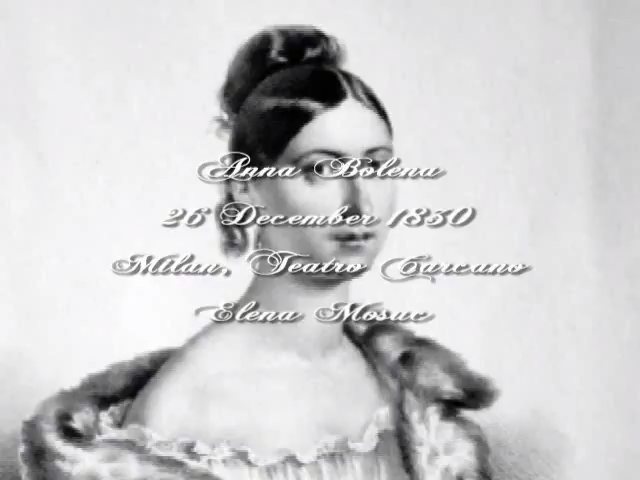 Anna Bolena
26 December 1830
Milan, Teatro Carcano
Elena Mosuc